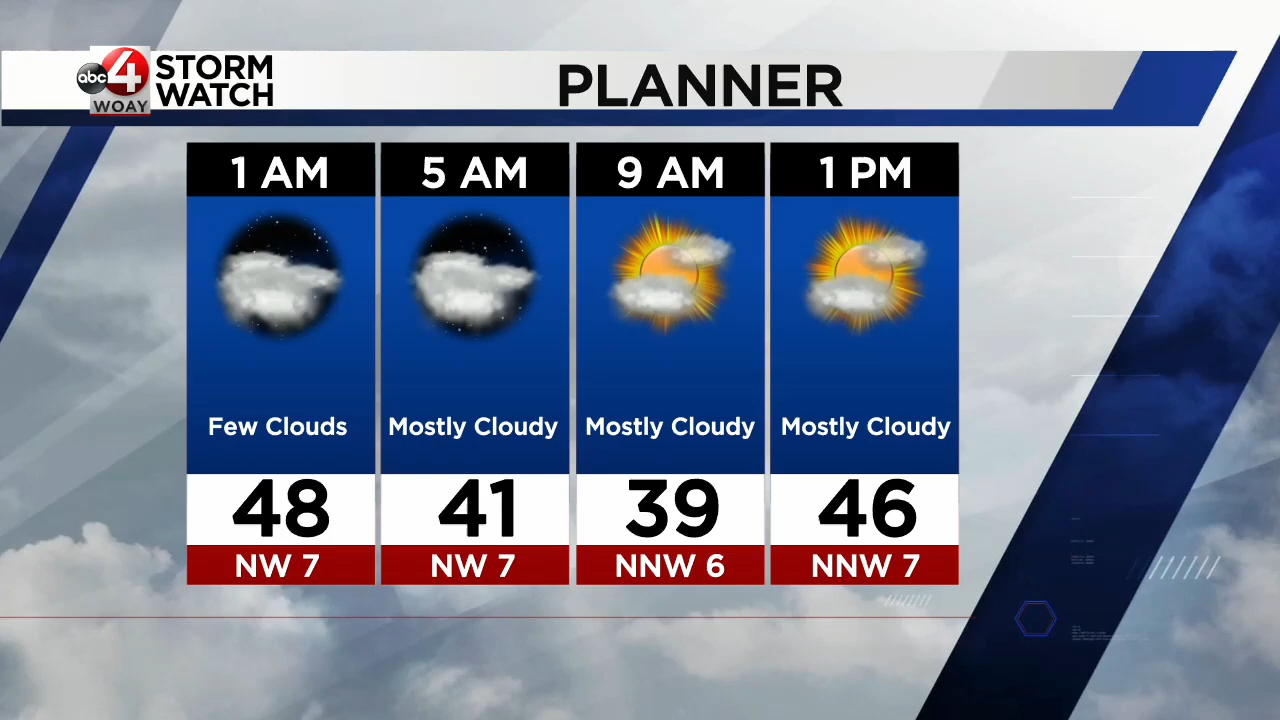 abc 4
WOAY
STORM
WATCH
PLANNER
1 AM
Few Clouds
48
NW 7
5 AM
Mostly Cloudy
41
NW 7
9 AM
Mostly Cloudy
39
NNW 6
1 PM
Mostly Cloudy
46
NNW 7